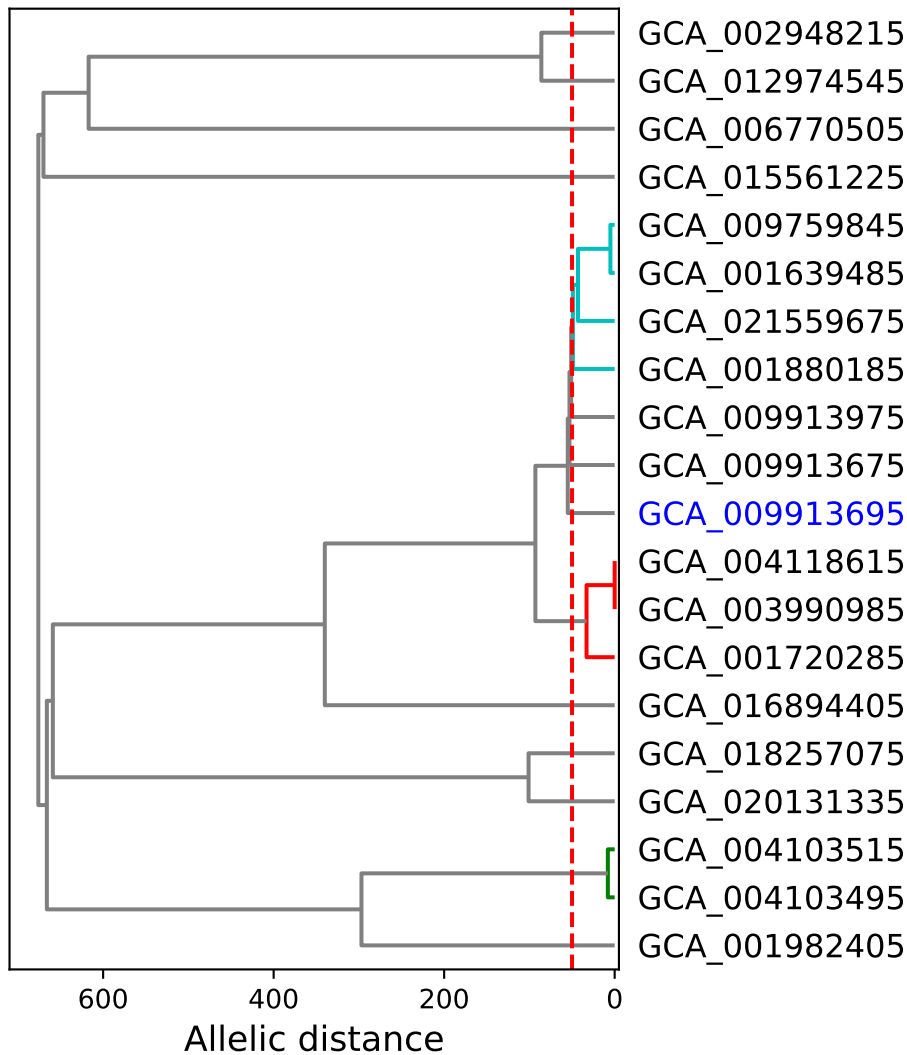 GCA_002948215
GCA_012974545
GCA_006770505
GCA_015561225
GCA_009759845
GCA_001639485
GCA_021559675
GCA_001880185
GCA_009913975
GCA_009913675
GCA_009913695
GCA_004118615
GCA_003990985
GCA_001720285
GCA_016894405
GCA_018257075
GCA_020131335
GCA_004103515
GCA_004103495
GCA_001982405
600 400 200 0
Allelic distance